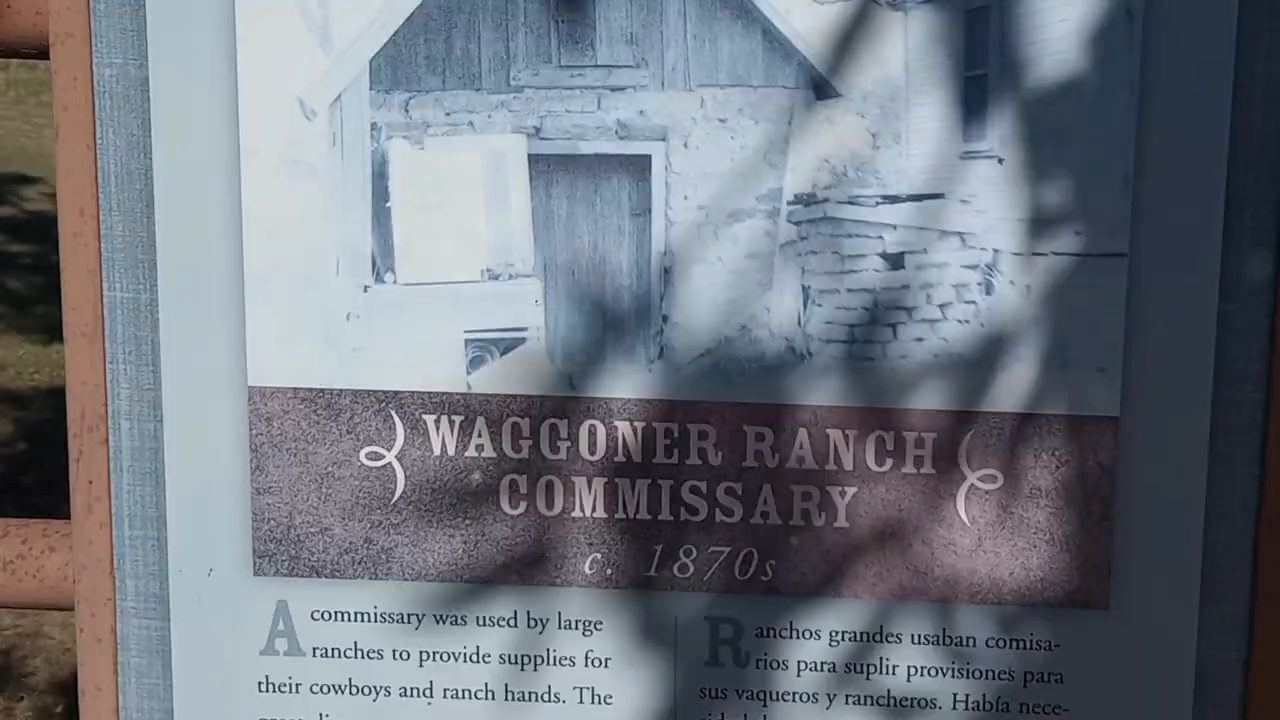 WAGGONER RANCH
COMMISSARY
c. 1870s
A commissary was used by large
ranches to provide supplies for
their cowboys and ranch hands. The
Ranchos grandes usaban comisa-
rios para suplir provisiones para
sus vaqueros y rancheros. Había nece-